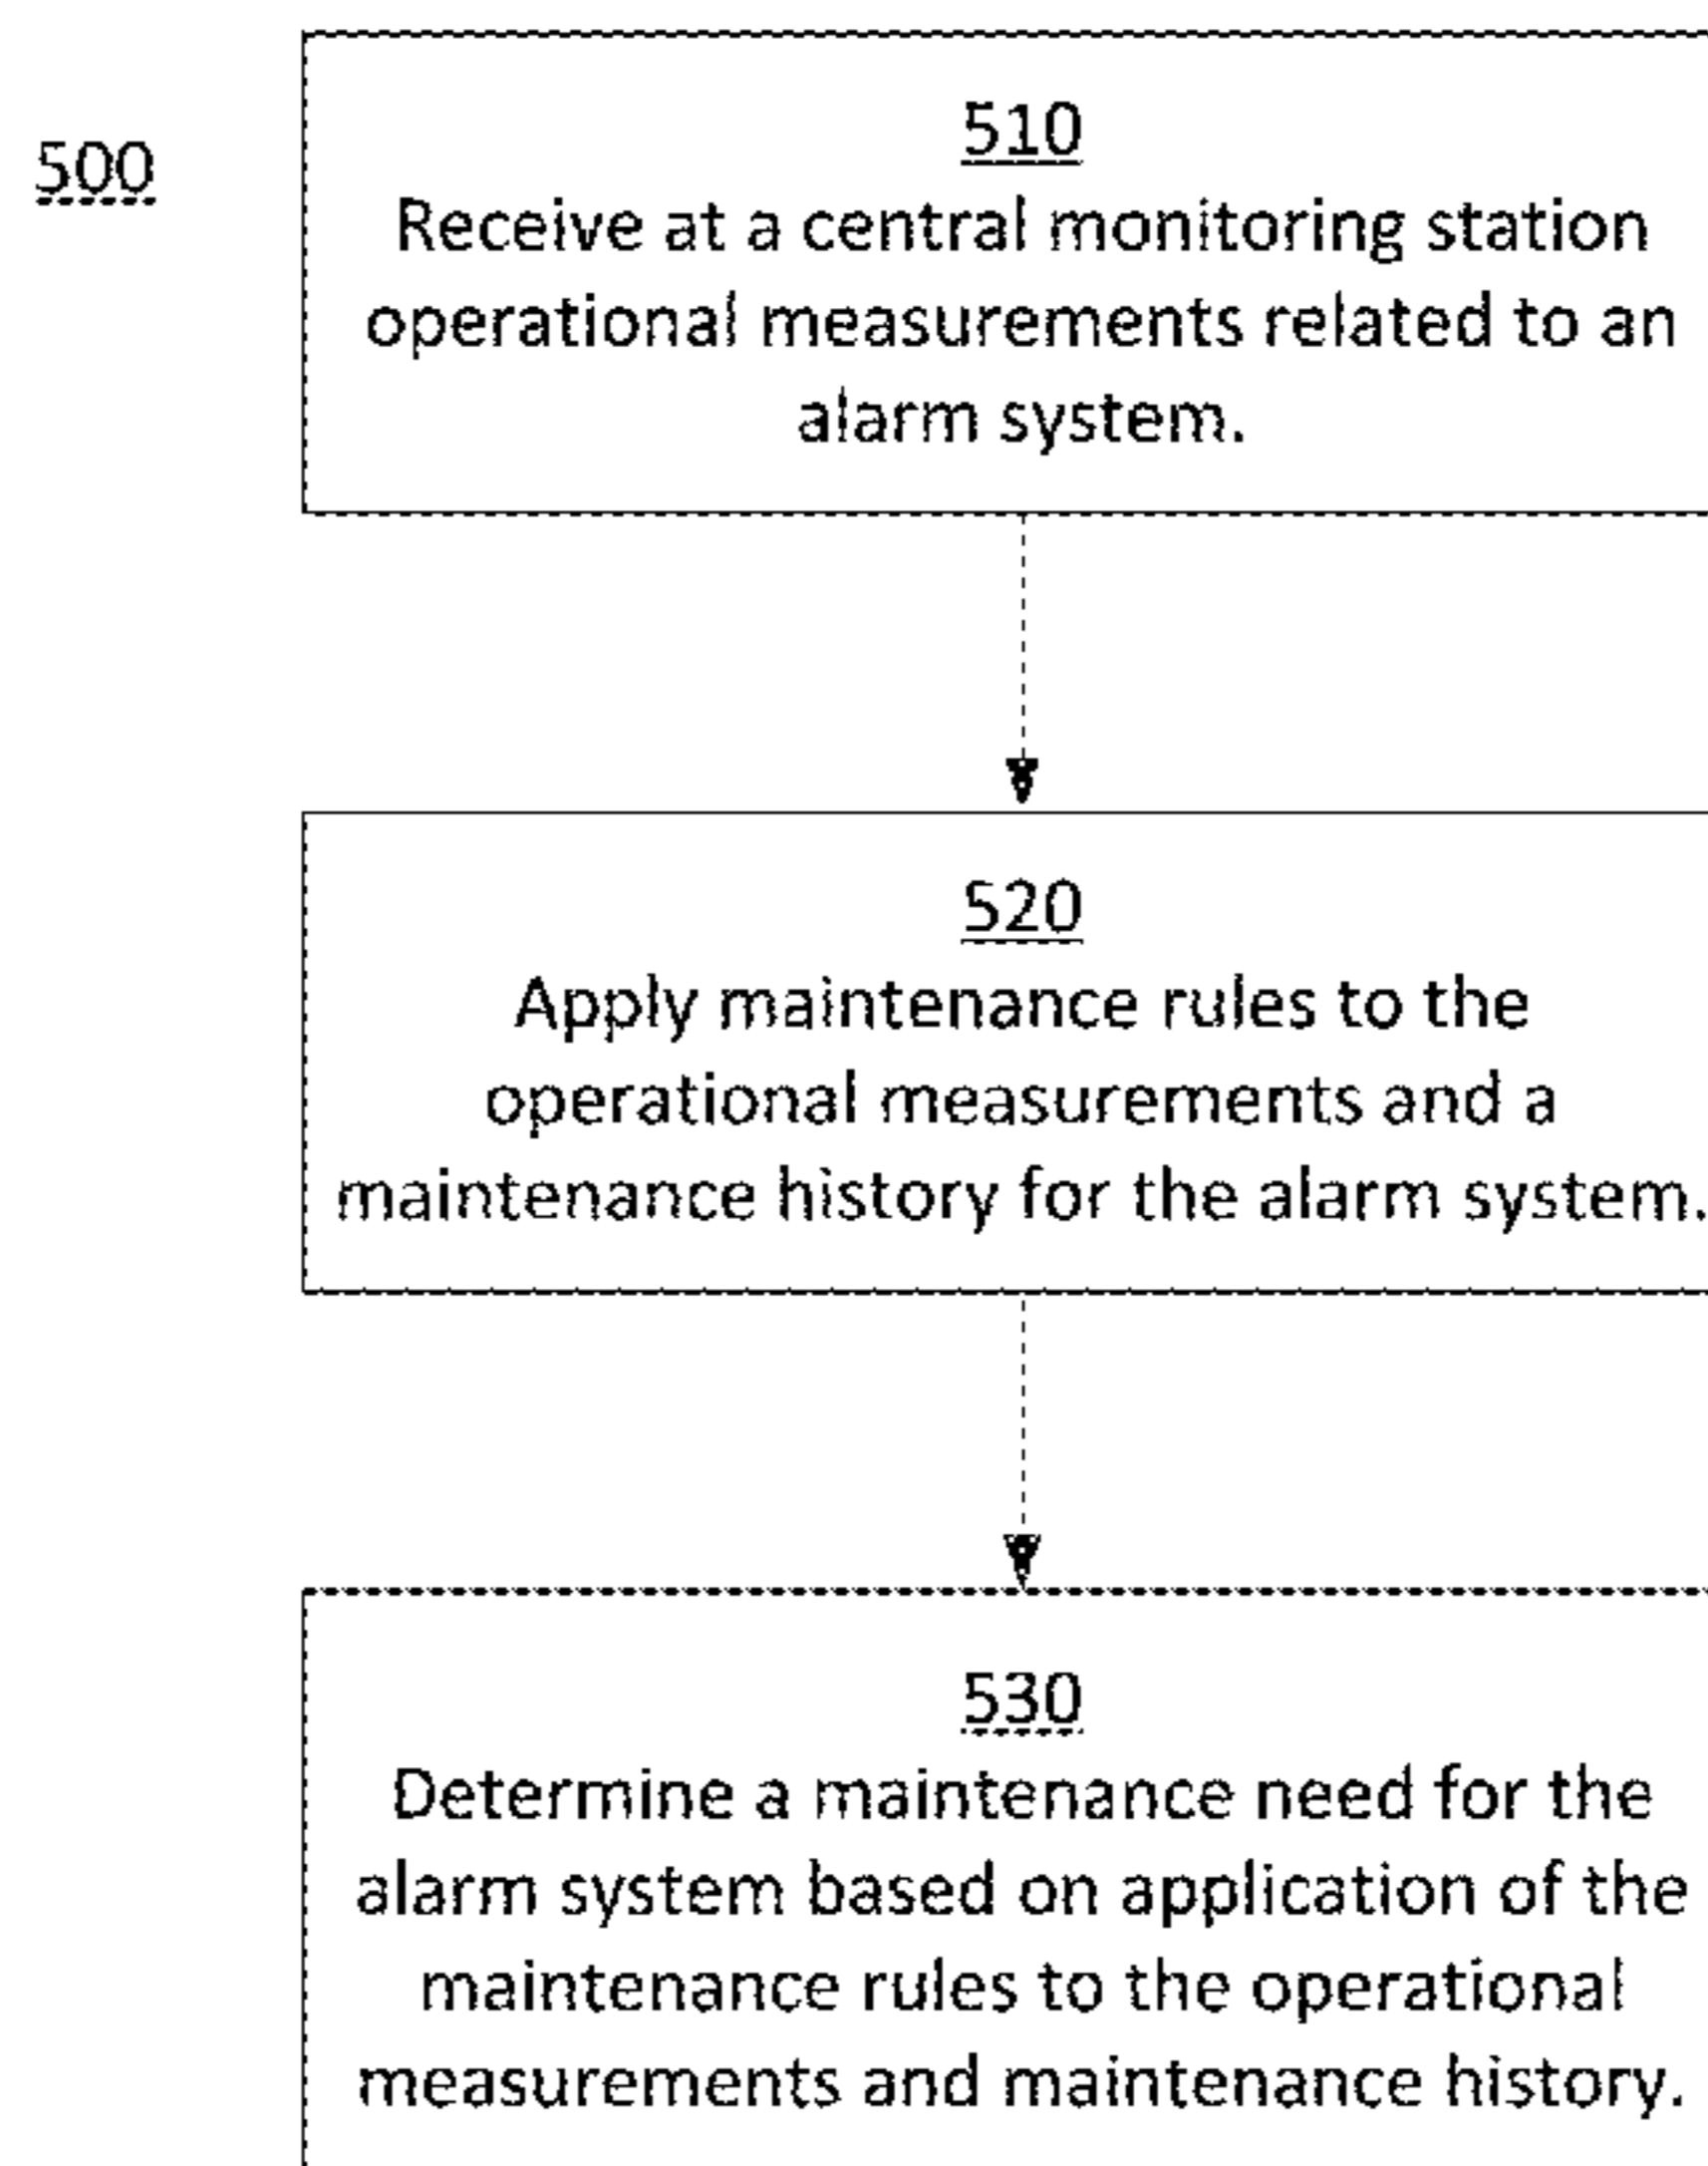 500
510
Receive at a central monitoring station
operational measurements related to an
alarm system.
520
Apply maintenance rules to the
operational measurements and a
maintenance history for the alarm system.
530
Determine a maintenance need for the
alarm system based on application of the
maintenance rules to the operational
measurements and maintenance history.